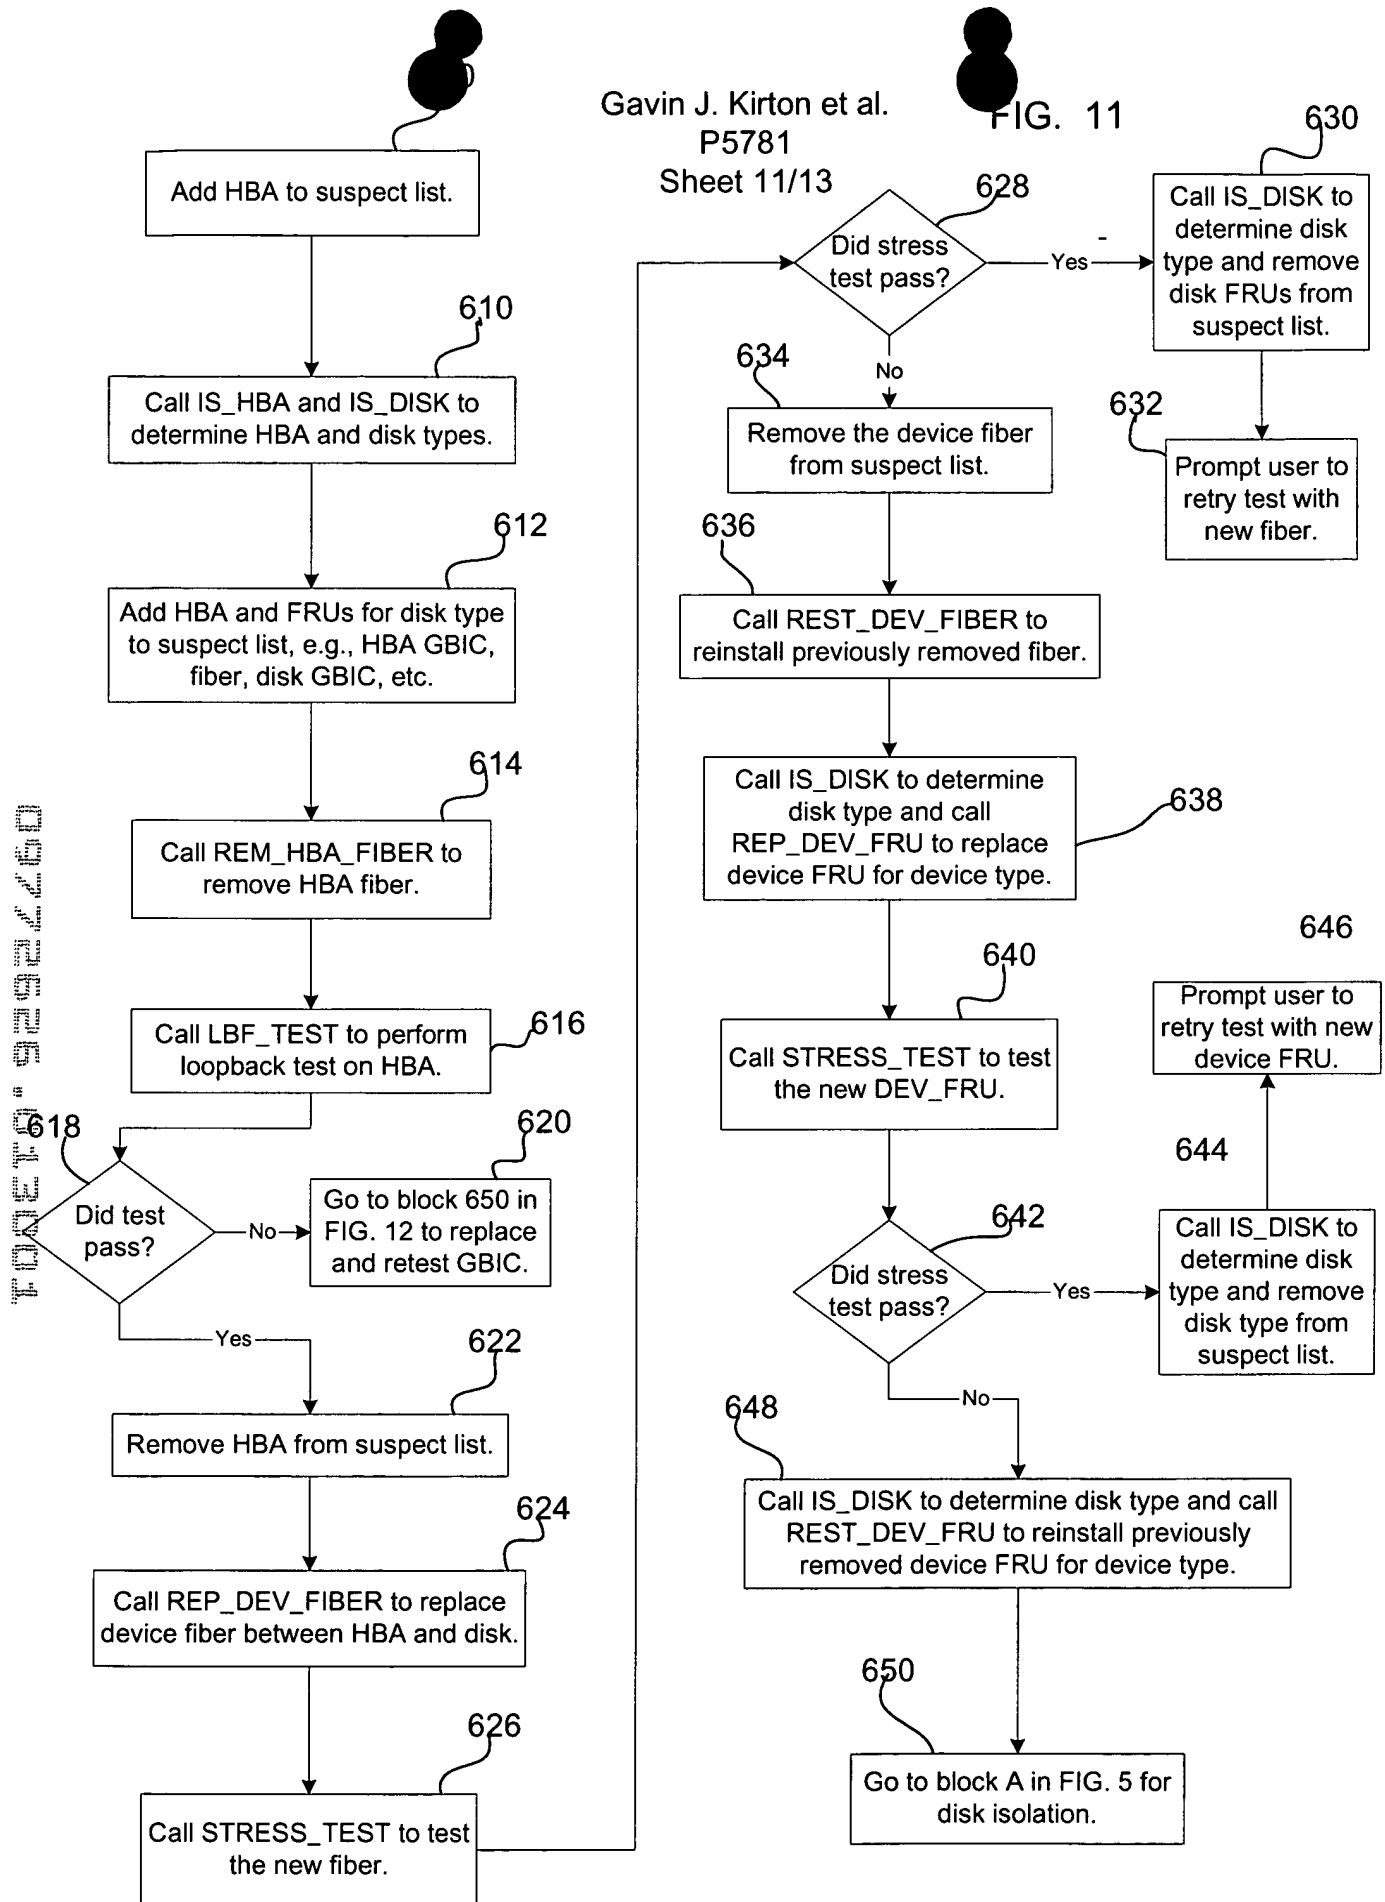 Gavin J. Kirton et al.
P5781
Sheet 11/13
FIG. 11
Add HBA to suspect list.
610
Call IS_HBA and IS_DISK to
determine HBA and disk types.
612
Add HBA and FRUs for disk type
to suspect list, e.g., HBA GBIC,
fiber, disk GBIC, etc.
614
Call REM_HBA_FIBER to
remove HBA fiber.
616
Call LBF_TEST to perform
loopback test on HBA.
618
Did test
pass?
No
620
Go to block 650 in
FIG. 12 to replace
and retest GBIC.
Yes
622
Remove HBA from suspect list.
624
Call REP_DEV_FIBER to replace
device fiber between HBA and disk.
626
Call STRESS_TEST to test
the new fiber.
628
Did stress
test pass?
Yes
630
Call IS_DISK to
determine disk
type and remove
disk FRUs from
suspect list.
632
Prompt user to
retry test with
new fiber.
No
634
Remove the device fiber
from suspect list.
636
Call REST_DEV_FIBER to
reinstall previously removed fiber.
638
Call IS_DISK to determine
disk type and call
REP_DEV_FRU to replace
device FRU for device type.
640
Call STRESS_TEST to test
the new DEV_FRU.
642
Did stress
test pass?
Yes
644
Call IS_DISK to
determine disk
type and remove
disk type from
suspect list.
646
Prompt user to
retry test with new
device FRU.
No
648
Call IS_DISK to determine disk type and call
REST_DEV_FRU to reinstall previously
removed device FRU for device type.
650
Go to block A in FIG. 5 for
disk isolation.
09772626.013001